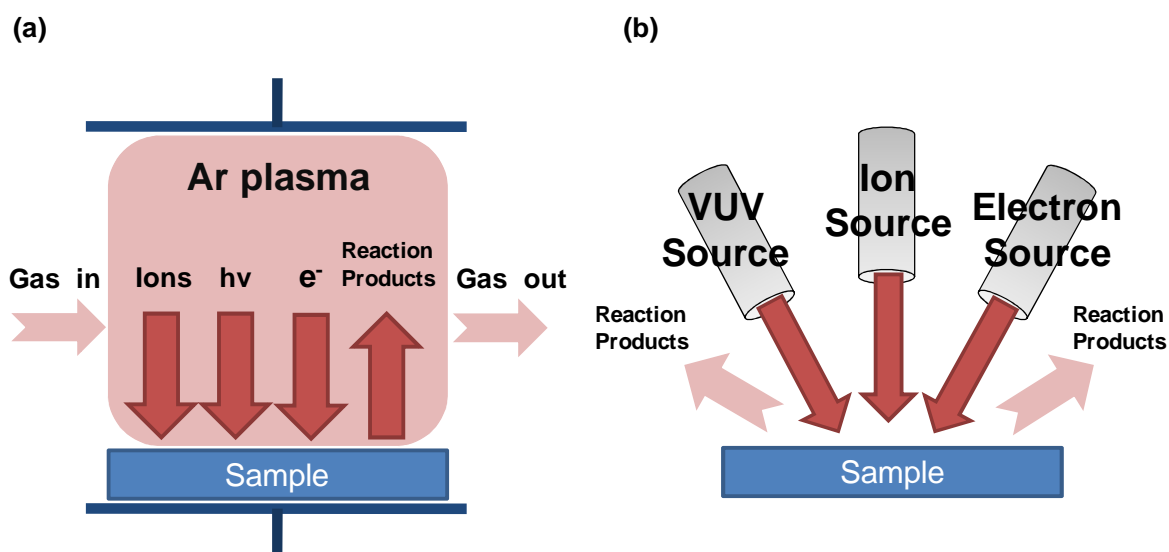 (a)
Ar plasma
Gas in
Ions
hν
e-
Reaction
Products
Gas out
Sample
(b)
VUV
Source
Ion
Source
Electron
Source
Reaction
Products
Reaction
Products
Sample